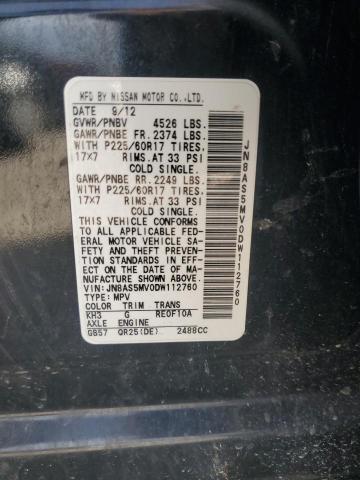 MFD BY NISSAN MOTOR CO.,LTD.
DATE 9/12
GVWR/PNBV 4526 LBS.
GAWR/PNBE FR. 2374 LBS.
WITH P225/60R17 TIRES.
17X7 RIMS.AT 33 PSI
COLD SINGLE.
GAWR/PNBE RR. 2249 LBS.
WITH P225/60R17 TIRES.
17X7 RIMS.AT 33 PSI
COLD SINGLE.
THIS VEHICLE CONFORMS
TO ALL APPLICABLE FED-
ERAL MOTOR VEHICLE SA-
FETY AND THEFT PREVEN-
TION STANDARDS IN EFF-
ECT ON THE DATE OF MA-
NUFACTURE SHOWN ABOVE.
VIN:JN8AS5MV0DW112760
TYPE:MPV
COLOR TRIM TRANS
KH3 G RE0F10A
AXLE ENGINE
GB57 QR25(DE) 2488CC
JN8AS5MV0DW112760